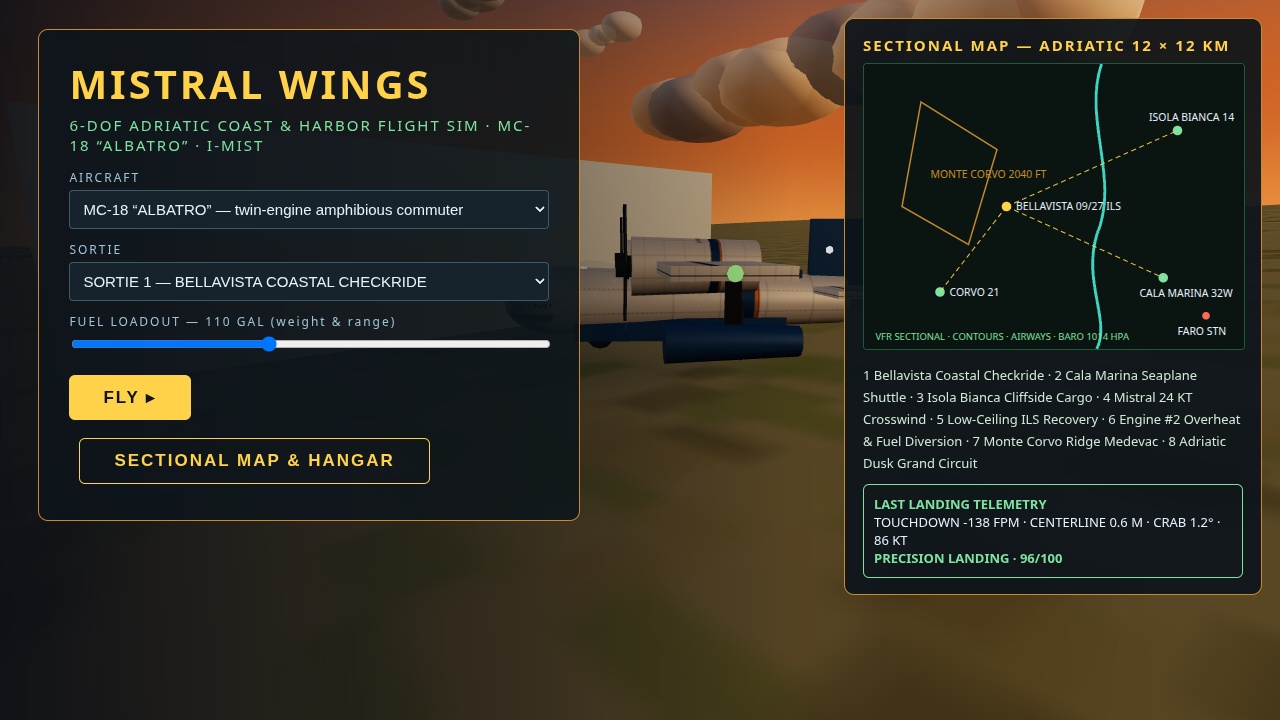 MISTRAL WINGS
6-DOF ADRIATIC COAST & HARBOR FLIGHT SIM · MC-
18 “ALBATRO” · I-MIST
AIRCRAFT
MC-18 “ALBATRO” — twin-engine amphibious commuter
SORTIE
SORTIE 1 — BELLAVISTA COASTAL CHECKRIDE
FUEL LOADOUT — 110 GAL (weight & range)
FLY ▸
SECTIONAL MAP & HANGAR
SECTIONAL MAP — ADRIATIC 12 × 12 KM
ISOLA BIANCA 14
MONTE CORVO 2040 FT
BELLAVISTA 09/27 ILS
CORVO 21
CALA MARINA 32W
FARO STN
VFR SECTIONAL · CONTOURS · AIRWAYS · BARO 1014 HPA
1 Bellavista Coastal Checkride · 2 Cala Marina Seaplane
Shuttle · 3 Isola Bianca Cliffside Cargo · 4 Mistral 24 KT
Crosswind · 5 Low-Ceiling ILS Recovery · 6 Engine #2 Overheat
& Fuel Diversion · 7 Monte Corvo Ridge Medevac · 8 Adriatic
Dusk Grand Circuit
LAST LANDING TELEMETRY
TOUCHDOWN -138 FPM · CENTERLINE 0.6 M · CRAB 1.2° ·
86 KT
PRECISION LANDING · 96/100